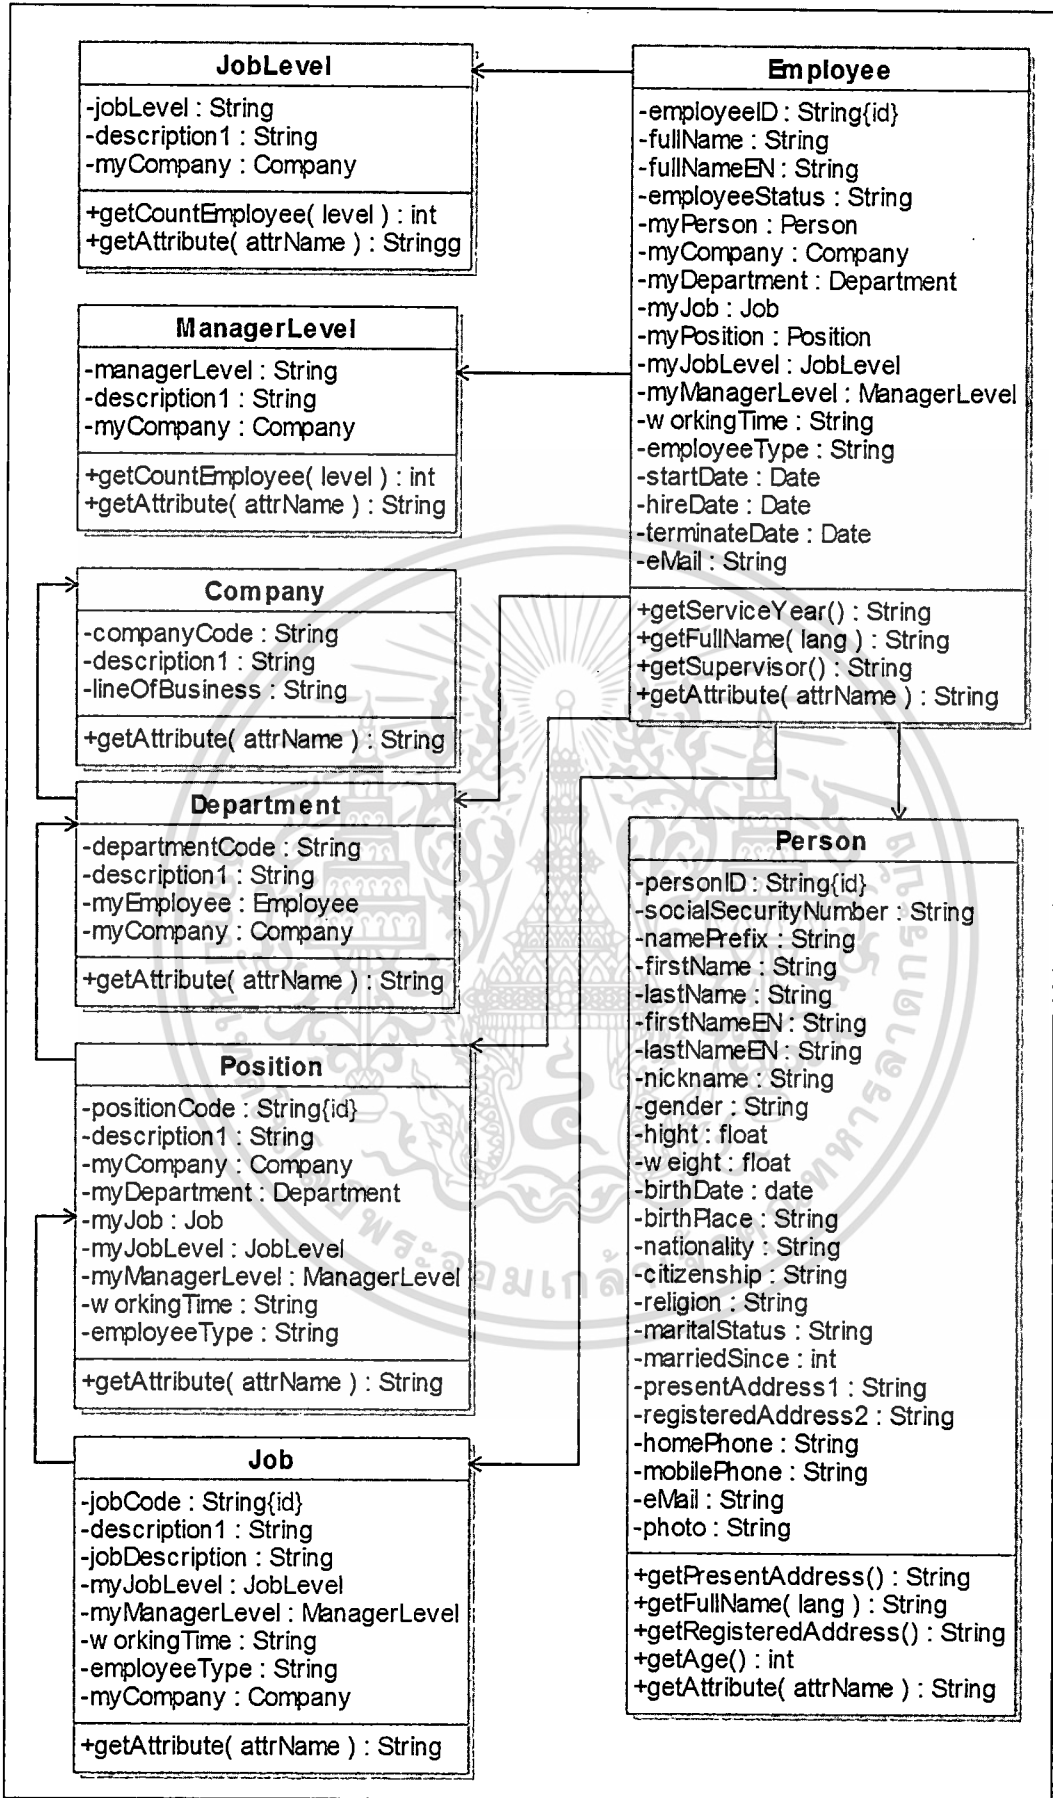 JobLevel
-jobLevel : String
-description1 : String
-myCompany : Company
+getCountEmployee( level ) : int
+getAttribute( attrName ) : Stringg
ManagerLevel
-managerLevel : String
-description1 : String
-myCompany : Company
+getCountEmployee( level ) : int
+getAttribute( attrName ) : String
Company
-companyCode : String
-description1 : String
-lineOfBusiness : String
+getAttribute( attrName ) : String
Department
-departmentCode : String
-description1 : String
-myEmployee : Employee
-myCompany : Company
+getAttribute( attrName ) : String
Position
-positionCode : String{id}
-description1 : String
-myCompany : Company
-myDepartment : Department
-myJob : Job
-myJobLevel : JobLevel
-myManagerLevel : ManagerLevel
-workingTime : String
-employeeType : String
+getAttribute( attrName ) : String
Job
-jobCode : String{id}
-description1 : String
-jobDescription : String
-myJobLevel : JobLevel
-myManagerLevel : ManagerLevel
-workingTime : String
-employeeType : String
-myCompany : Company
+getAttribute( attrName ) : String
Employee
-employeeID : String{id}
-fullName : String
-fullNameEN : String
-employeeStatus : String
-myPerson : Person
-myCompany : Company
-myDepartment : Department
-myJob : Job
-myPosition : Position
-myJobLevel : JobLevel
-myManagerLevel : ManagerLevel
-workingTime : String
-employeeType : String
-startDate : Date
-hireDate : Date
-terminateDate : Date
-eMail : String
+getServiceYear() : String
+getFullName( lang ) : String
+getSupervisor() : String
+getAttribute( attrName ) : String
Person
-personID : String{id}
-socialSecurityNumber : String
-namePrefix : String
-firstName : String
-lastName : String
-firstNameEN : String
-lastNameEN : String
-nickname : String
-gender : String
-hight : float
-weight : float
-birthDate : date
-birthPlace : String
-nationality : String
-citizenship : String
-religion : String
-maritalStatus : String
-marriedSince : int
-presentAddress1 : String
-registeredAddress2 : String
-homePhone : String
-mobilePhone : String
-eMail : String
-photo : String
+getPresentAddress() : String
+getFullName( lang ) : String
+getRegisteredAddress() : String
+getAge() : int
+getAttribute( attrName ) : String